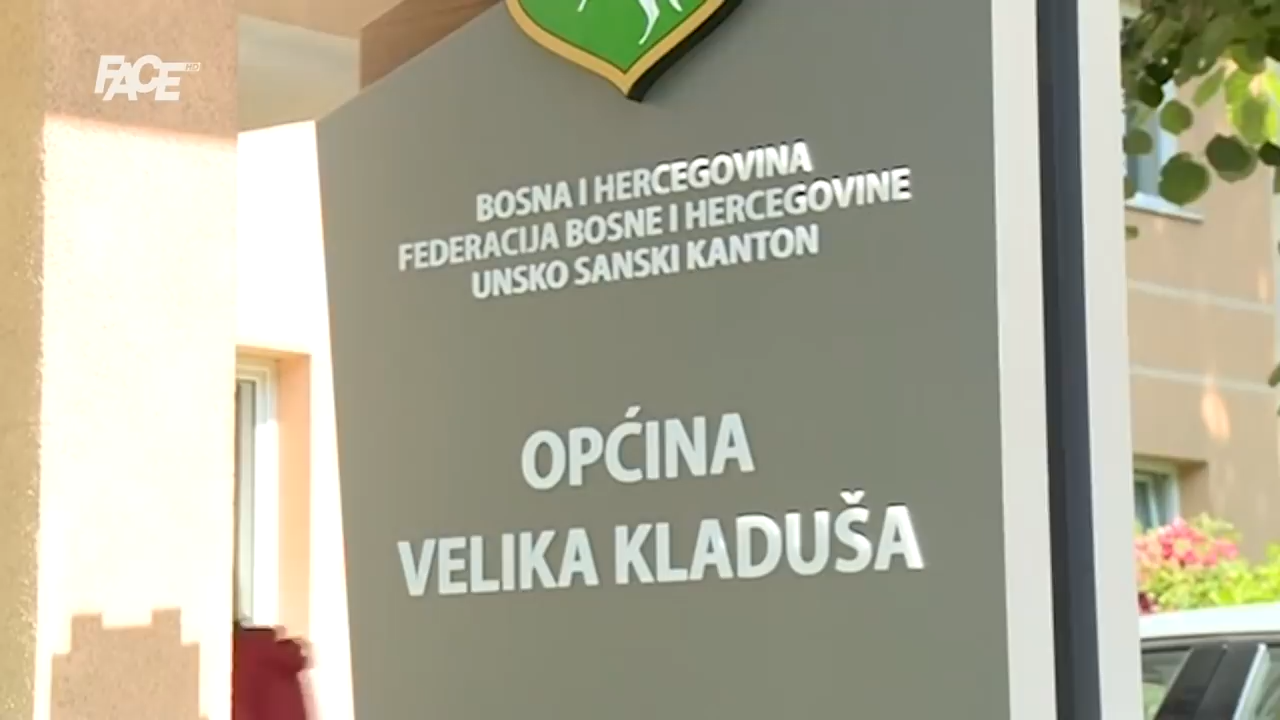 FACE HD
BOSNA I HERCEGOVINA
FEDERACIJA BOSNE I HERCEGOVINE
UNSKO SANSKI KANTON
OPĆINA
VELIKA KLADUŠA